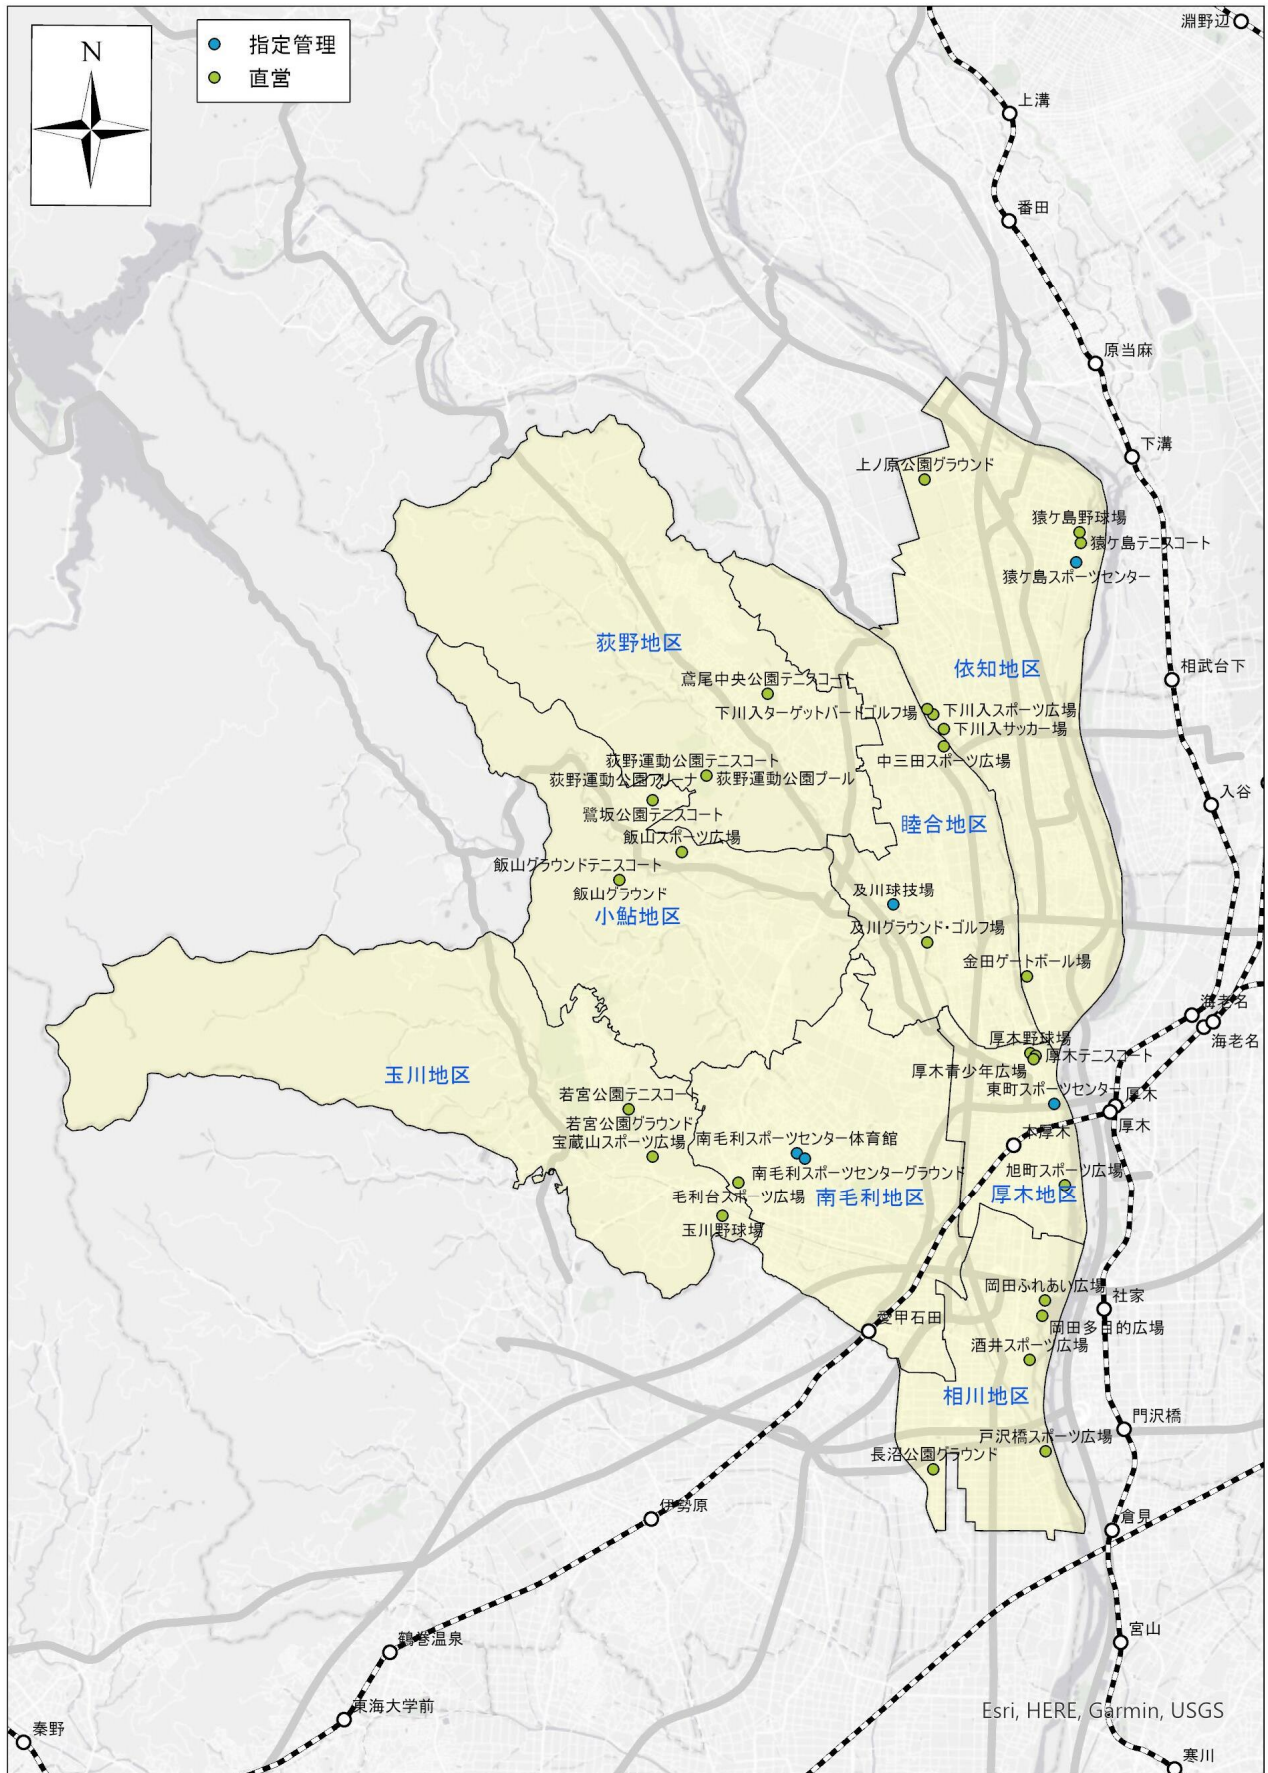 淵野辺
N
指定管理
直営
上溝
番田
原当麻
下溝
上ノ原公園グラウンド
猿ケ島野球場
猿ケ島テニスコート
猿ケ島スポーツセンター
荻野地区
依知地区
相武台下
鳶尾中央公園テニスコート
下川入ターゲットバードゴルフ場
下川入スポーツ広場
下川入サッカー場
中三田スポーツ広場
荻野運動公園テニスコート
荻野運動公園アリーナ
荻野運動公園プール
入谷
鷺坂公園テニスコート
睦合地区
飯山スポーツ広場
飯山グラウンドテニスコート
飯山グラウンド
及川球技場
小鮎地区
及川グラウンド・ゴルフ場
金田ゲートボール場
海老名
海老名
厚木野球場
厚木テニスコート
厚木青少年広場
玉川地区
東町スポーツセンター
厚木
厚木
若宮公園テニスコート
若宮公園グラウンド
宝蔵山スポーツ広場
南毛利スポーツセンター体育館
本厚木
南毛利スポーツセンターグラウンド
旭町スポーツ広場
毛利台スポーツ広場
南毛利地区
厚木地区
玉川野球場
岡田ふれあい広場
社家
愛甲石田
岡田多目的広場
酒井スポーツ広場
相川地区
門沢橋
戸沢橋スポーツ広場
長沼公園グラウンド
伊勢原
倉見
鶴巻温泉
宮山
東海大学前
Esri, HERE, Garmin, USGS
秦野
寒川